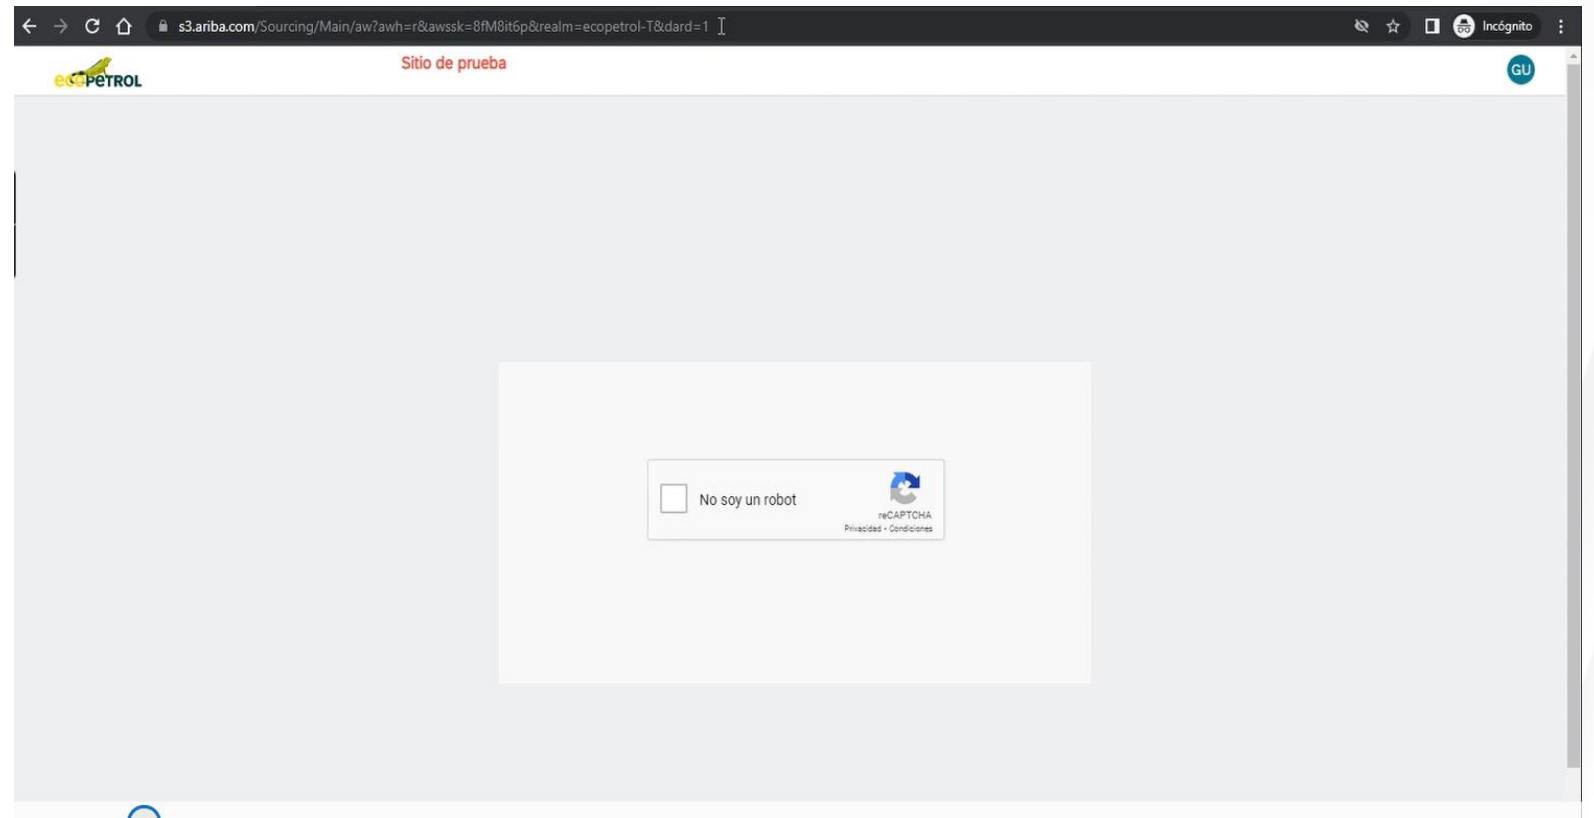 s3.ariba.com/Sourcing/Main/aw?awh=r&awssk=8fM8it6p&realm=ecopetrol-T&dard=1
Incógnito
ecopetrol
Sitio de prueba
GU
No soy un robot
reCAPTCHA
Privacidad - Condiciones